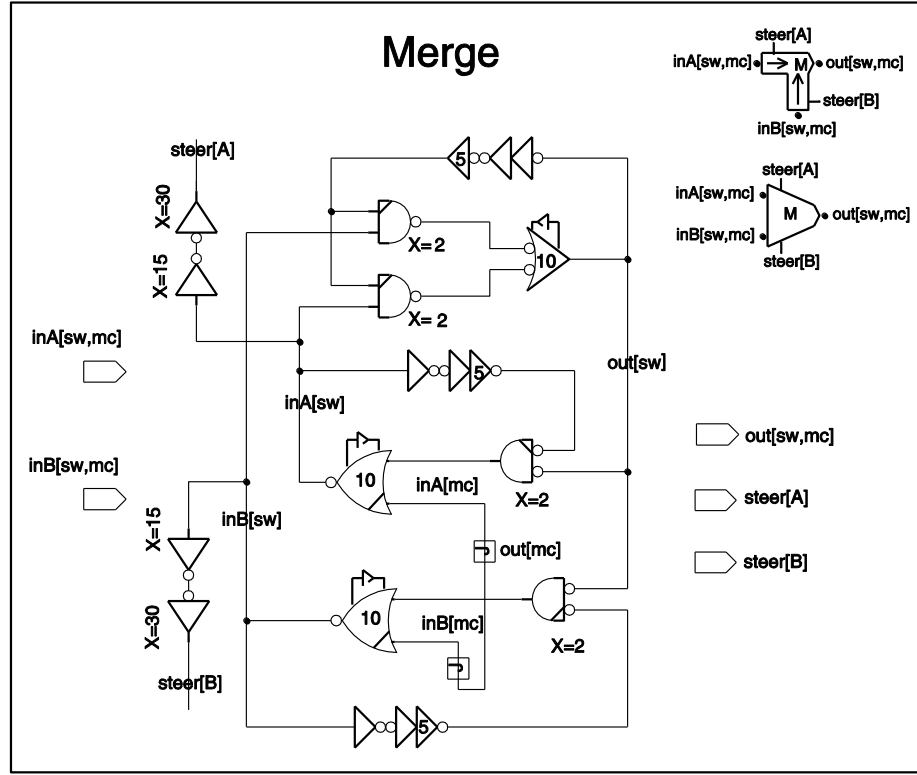 Merge
steer[A]
inA[sw,mc]
M
out[sw,mc]
steer[B]
inB[sw,mc]
steer[A]
inA[sw,mc]
M
out[sw,mc]
inB[sw,mc]
steer[B]
steer[A]
5
X=30
X=2
10
X=15
X= 2
inA[sw,mc]
5
out[sw]
inA[sw]
out[sw,mc]
inB[sw,mc]
10
inA[mc]
X=2
steer[A]
X=15
inB[sw]
J
out[mc]
steer[B]
X=30
10
inB[mc]
X=2
J
steer[B]
5